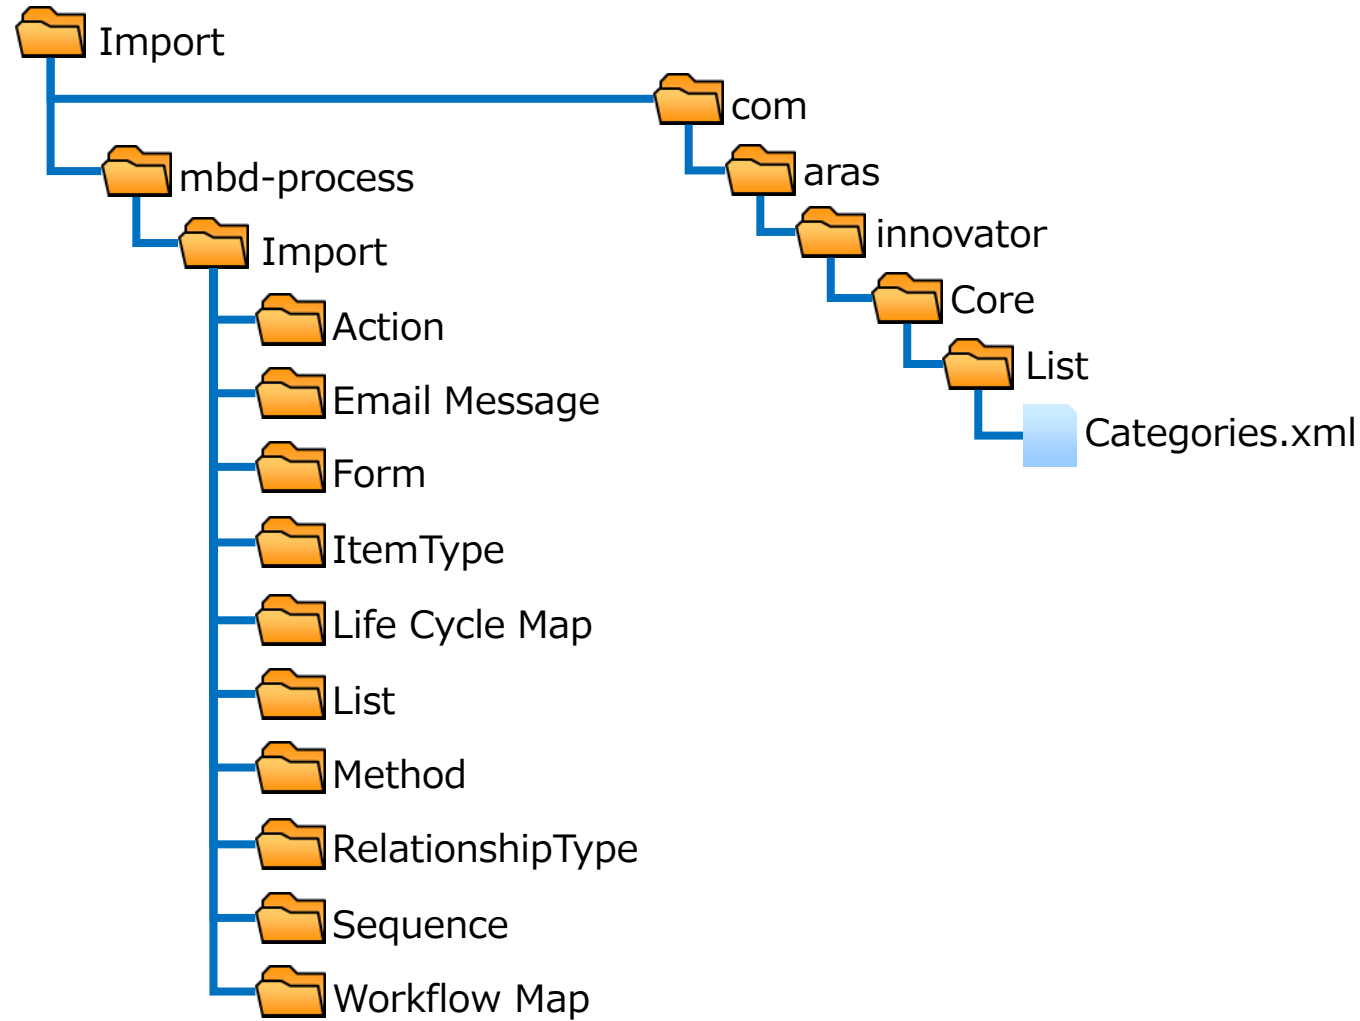 Import
com
mbd-process
aras
Import
innovator
Core
Action
List
Email Message
Categories.xml
Form
ItemType
Life Cycle Map
List
Method
RelationshipType
Sequence
Workflow Map